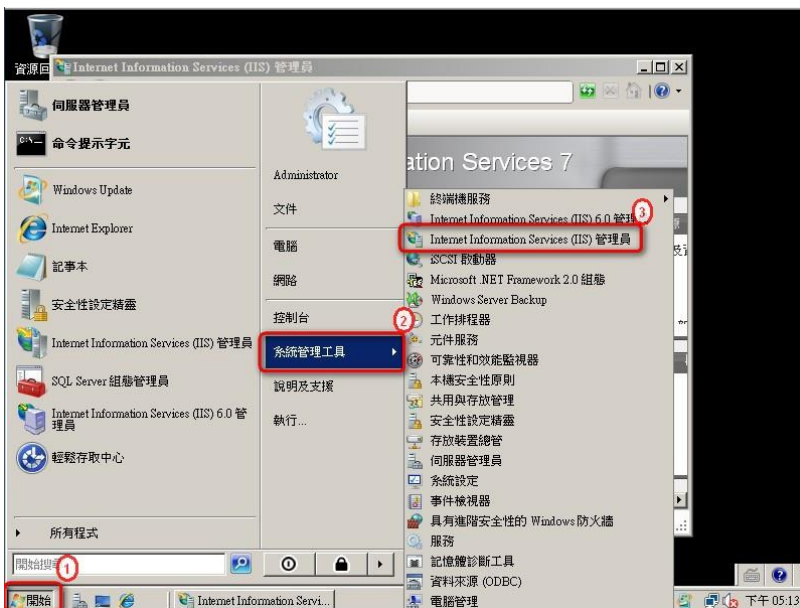 資源回
Internet Information Services (IIS) 管理員
伺服器管理員
命令提示字元
Windows Update
Internet Explorer
記事本
安全性設定精靈
Internet Information Services (IIS) 管理員
SQL Server 組態管理員
Internet Information Services (IIS) 6.0 管
理員
輕鬆存取中心
所有程式
開始搜尋
1
Administrator
文件
電腦
網路
控制台
2
系統管理工具
說明及支援
執行...
ation Services 7
終端機服務
3
Internet Information Services (IIS) 6.0 管理
Internet Information Services (IIS) 管理員
iSCSI 啟動器
Microsoft .NET Framework 2.0 組態
Windows Server Backup
工作排程器
元件服務
可靠性和效能監視器
本機安全性原則
共用與存放管理
安全性設定精靈
存放裝置總管
伺服器管理員
系統設定
事件檢視器
具有進階安全性的 Windows 防火牆
服務
記憶體診斷工具
資料來源 (ODBC)
電腦管理
開始
Internet Information Servi...
下午 05:13